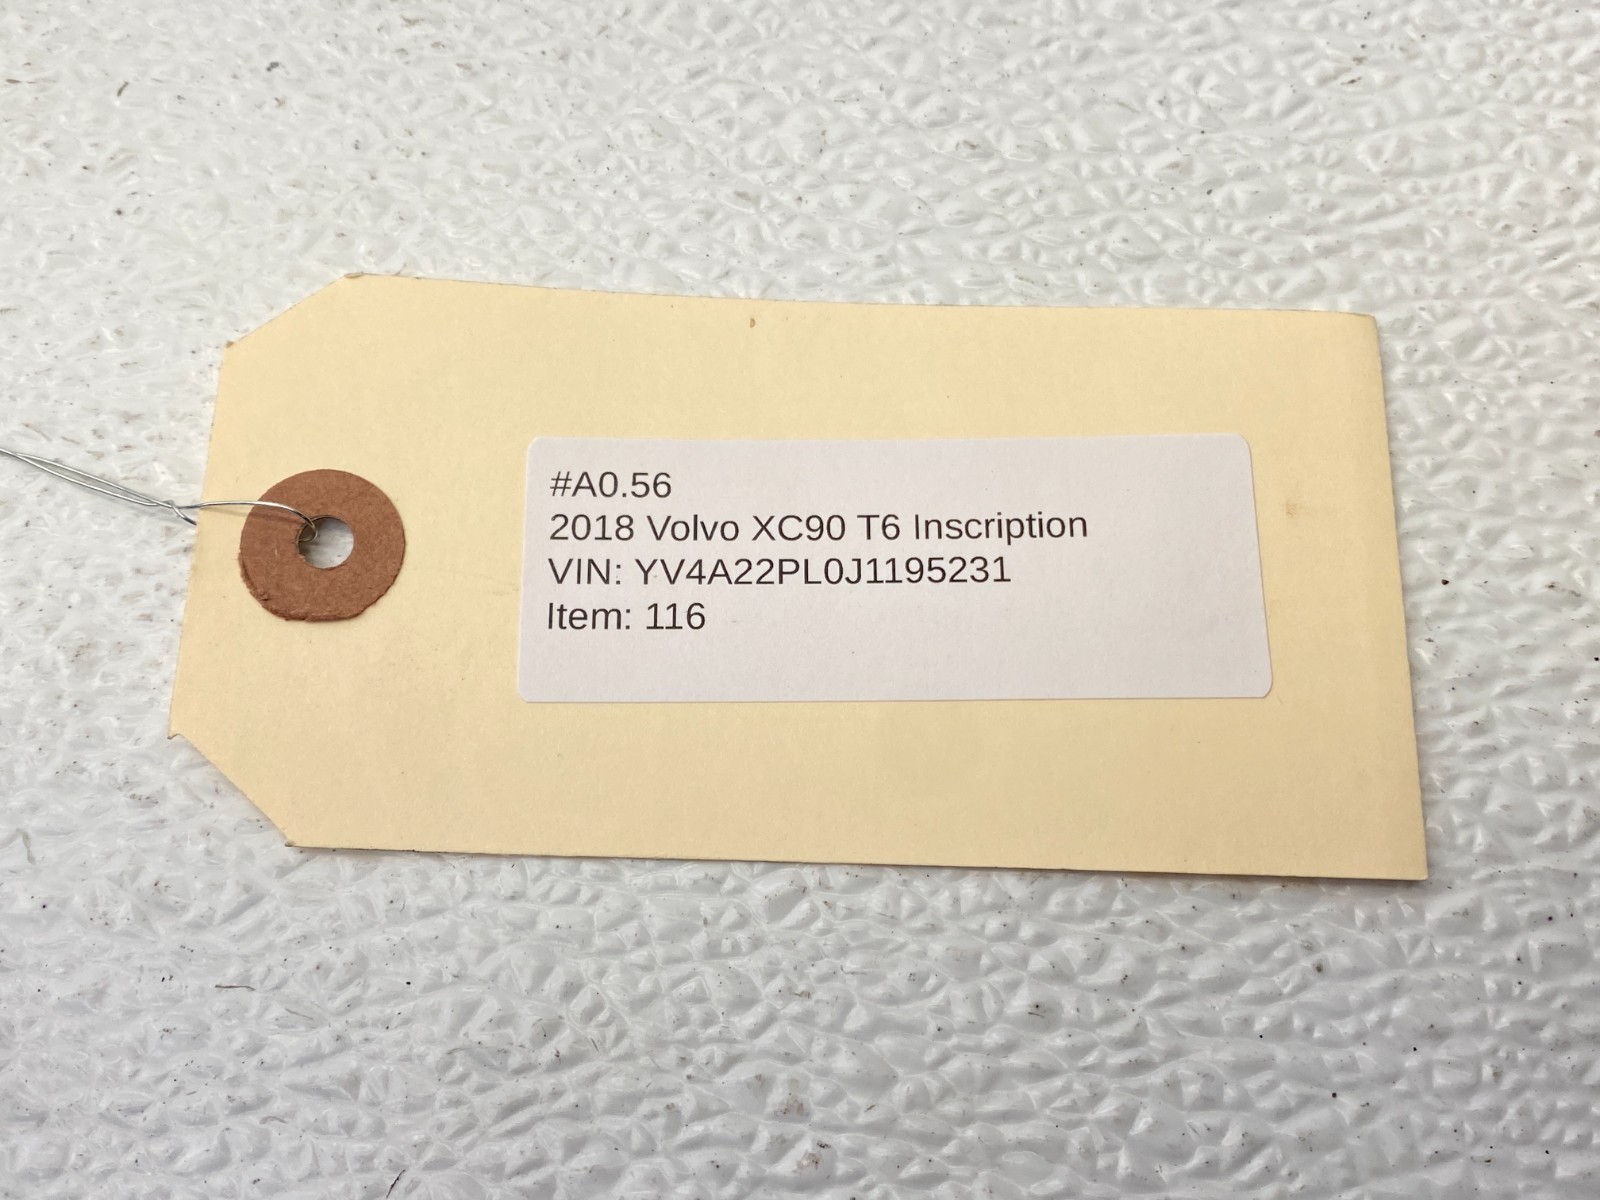 #A0.56
2018 Volvo XC90 T6 Inscription
VIN: YV4A22PL0J1195231
Item: 116